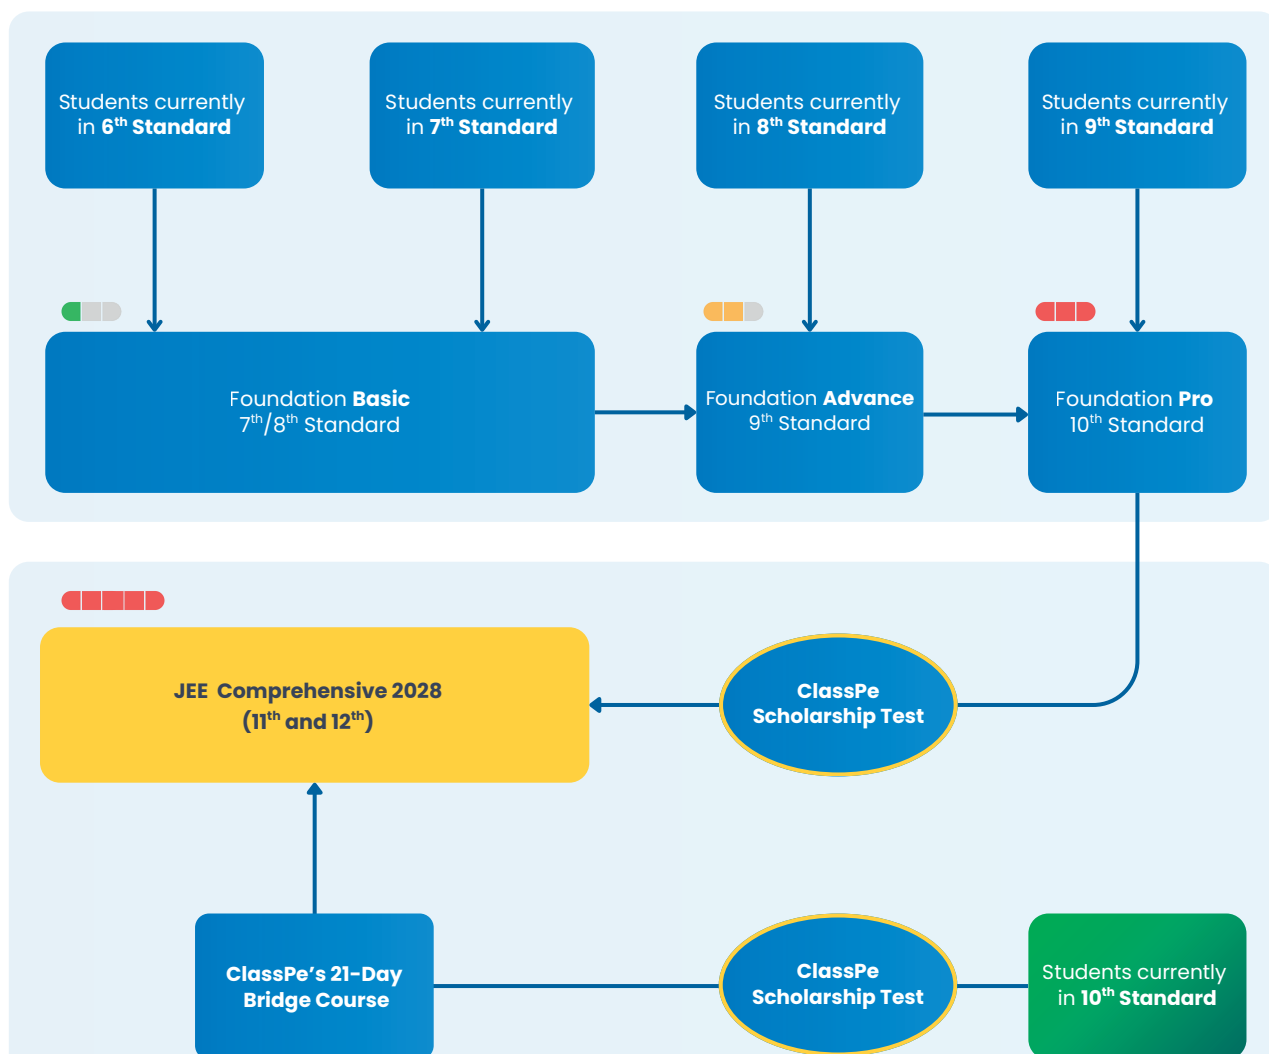 Students currently
in 6th Standard
Students currently
in 7th Standard
Students currently
in 8th Standard
Students currently
in 9th Standard
Foundation Basic
7th/8th Standard
Foundation Advance
9th Standard
Foundation Pro
10th Standard
JEE Comprehensive 2028
(11th and 12th)
ClassPe
Scholarship Test
ClassPe's 21-Day
Bridge Course
ClassPe
Scholarship Test
Students currently
in 10th Standard